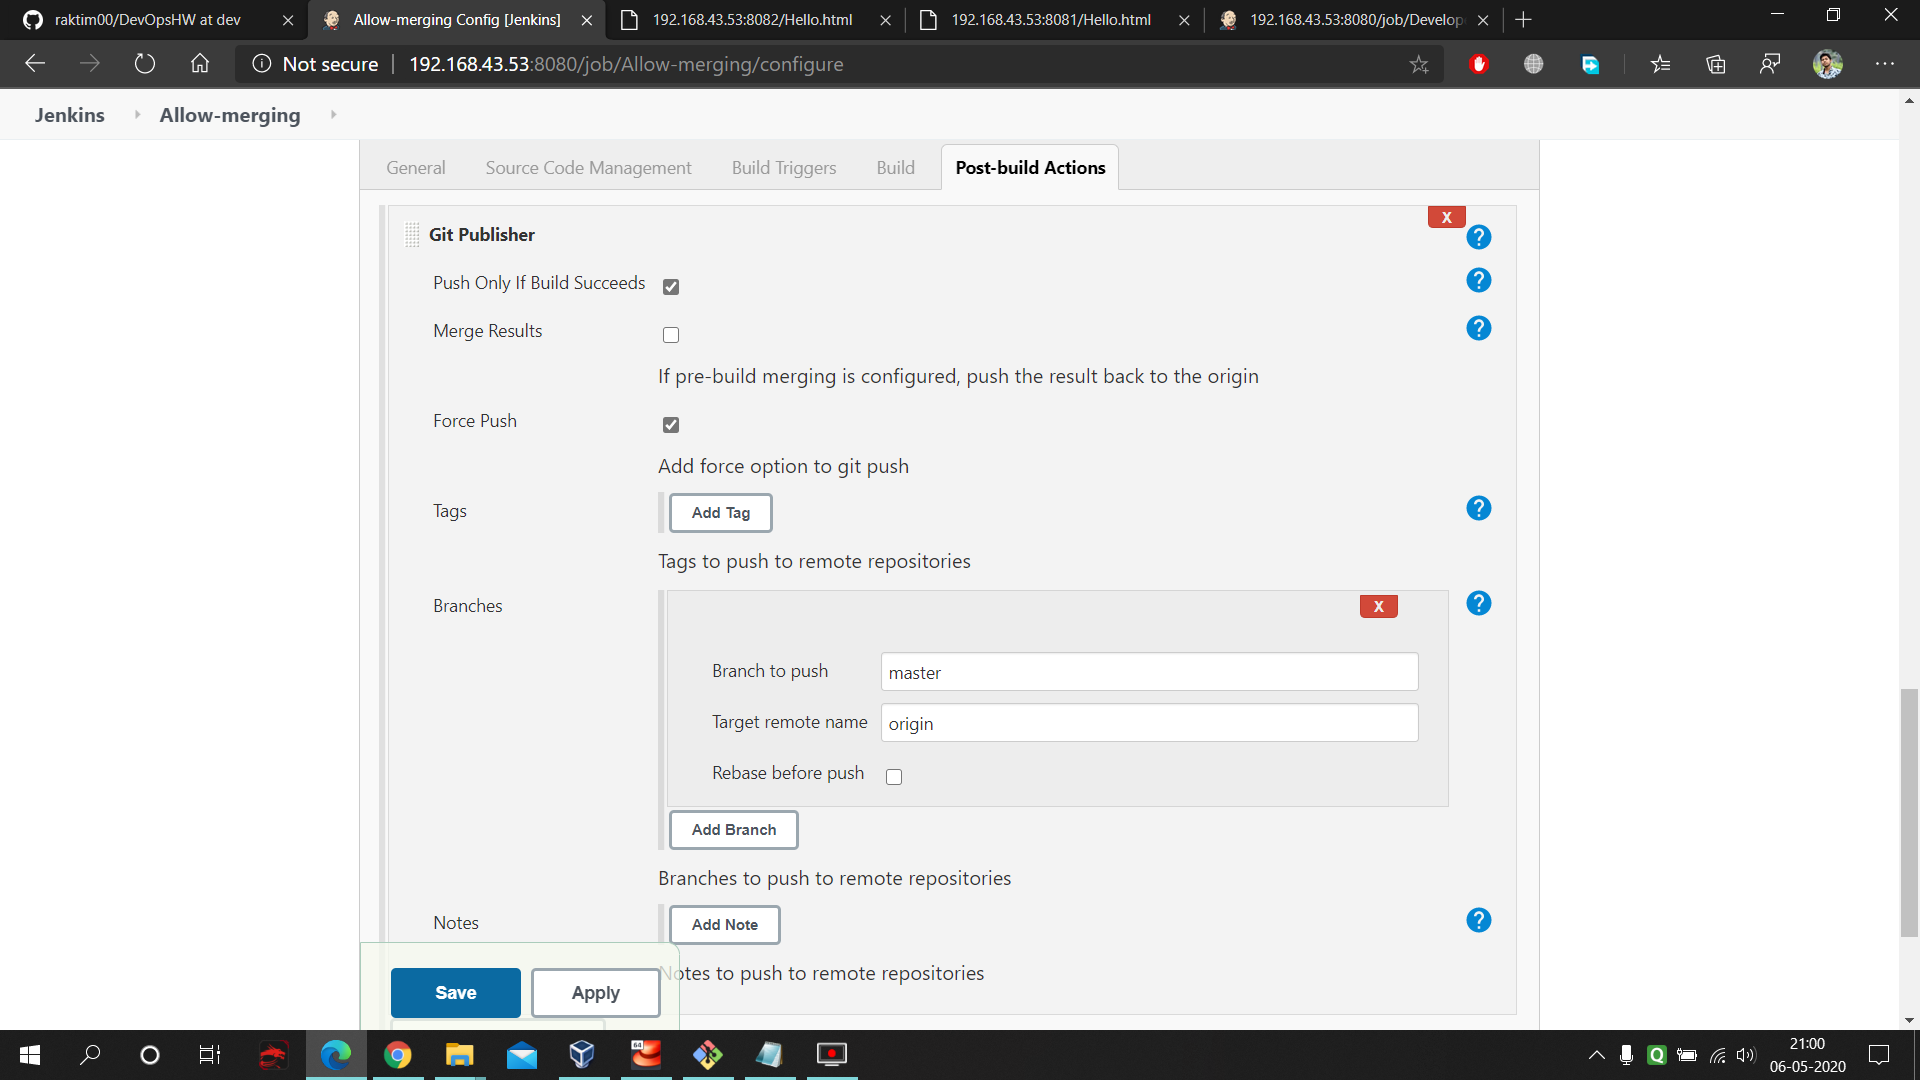 raktim00/DevOpsHW at dev
Allow-merging Config [Jenkins]
192.168.43.53:8082/Hello.html
192.168.43.53:8081/Hello.html
192.168.43.53:8080/job/Develop
Not secure | 192.168.43.53:8080/job/Allow-merging/configure
Jenkins
Allow-merging
General
Source Code Management
Build Triggers
Build
Post-build Actions
X
Git Publisher
?
Push Only If Build Succeeds
?
Merge Results
?
If pre-build merging is configured, push the result back to the origin
Force Push
Add force option to git push
Tags
Add Tag
?
Tags to push to remote repositories
Branches
X
?
Branch to push
master
Target remote name
origin
Rebase before push
Add Branch
Branches to push to remote repositories
Notes
Add Note
?
Notes to push to remote repositories
Save
Apply
64
Q
21:00
06-05-2020